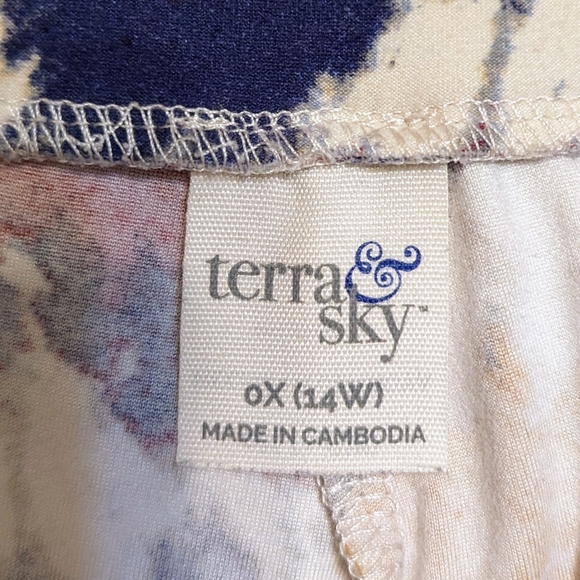 terra &
sky™
0X (14W)
MADE IN CAMBODIA